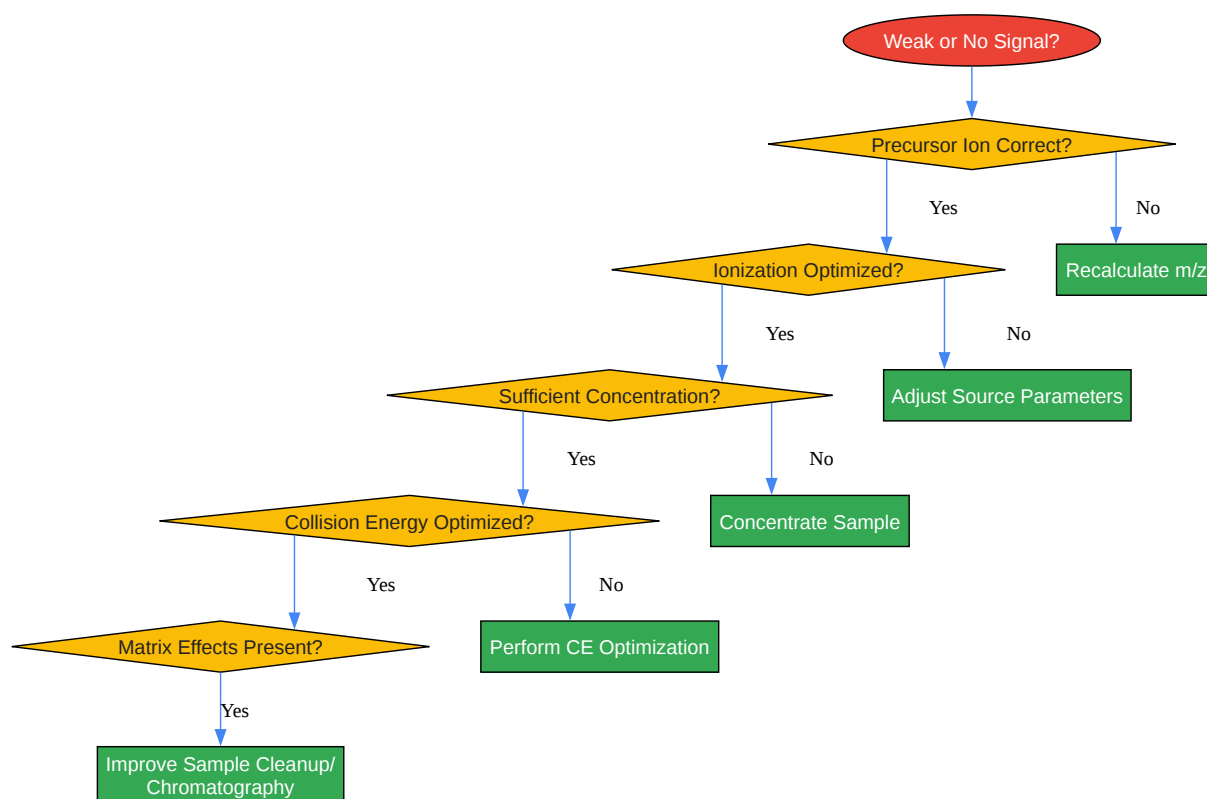 Weak or No Signal?
Precursor Ion Correct?
Yes
No
Ionization Optimized?
Recalculate m/z
Yes
No
Sufficient Concentration?
Adjust Source Parameters
Yes
No
Collision Energy Optimized?
Concentrate Sample
Yes
No
Matrix Effects Present?
Perform CE Optimization
Yes
Improve Sample Cleanup/
Chromatography